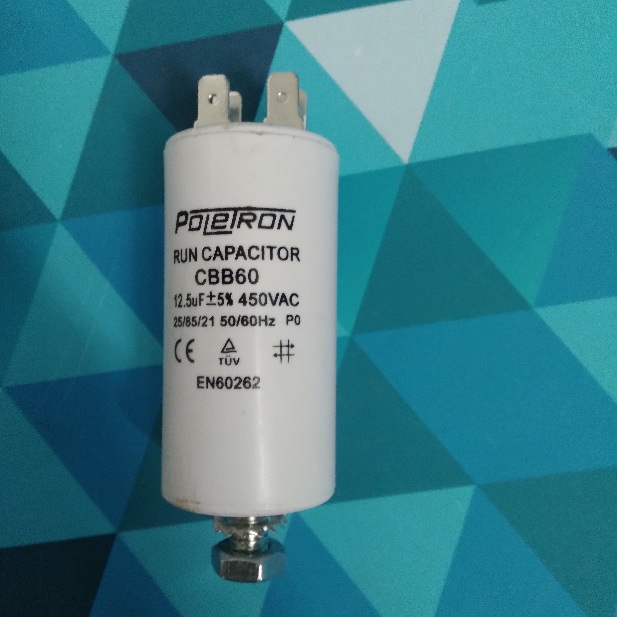 POLETRON
RUN CAPACITOR
CBB60
12.5uF±5% 450VAC
25/85/21 50/60Hz P0
CE TÜV
EN60262